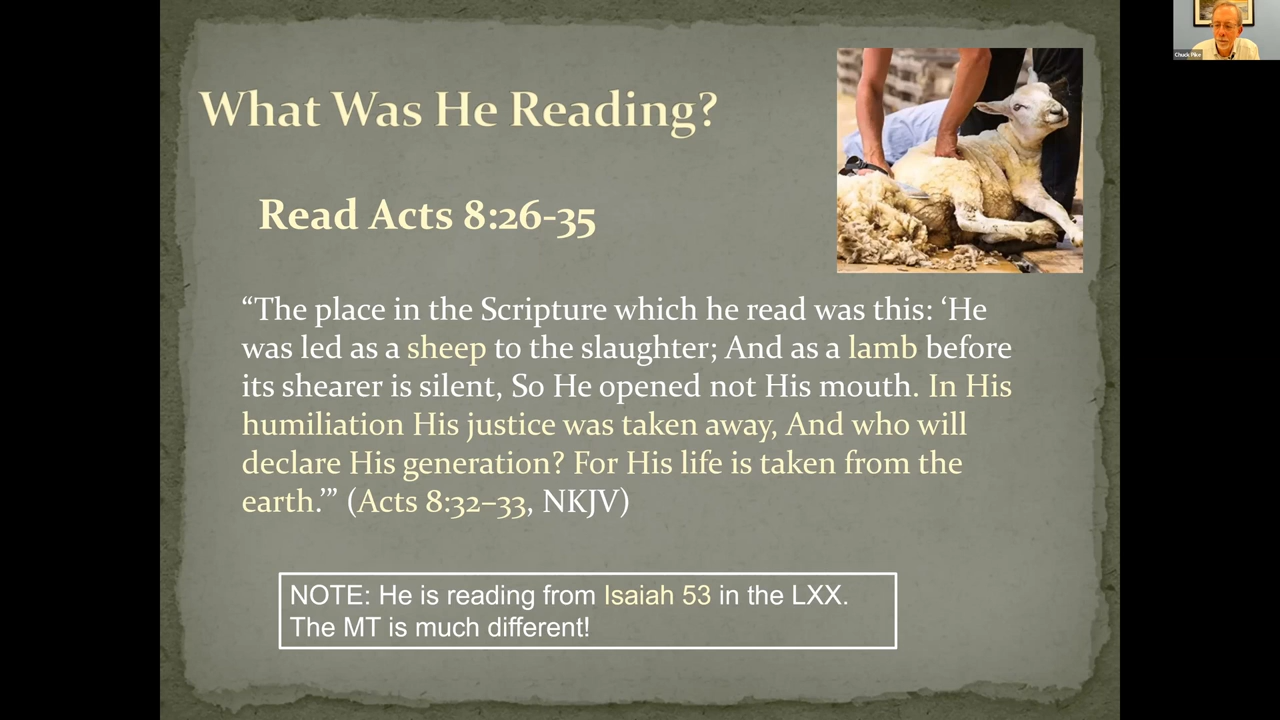 What Was He Reading?
Read Acts 8:26-35
“The place in the Scripture which he read was this: ‘He
was led as a sheep to the slaughter; And as a lamb before
its shearer is silent, So He opened not His mouth. In His
humiliation His justice was taken away, And who will
declare His generation? For His life is taken from the
earth.’” (Acts 8:32–33, NKJV)
NOTE: He is reading from Isaiah 53 in the LXX.
The MT is much different!
Chuck Pike